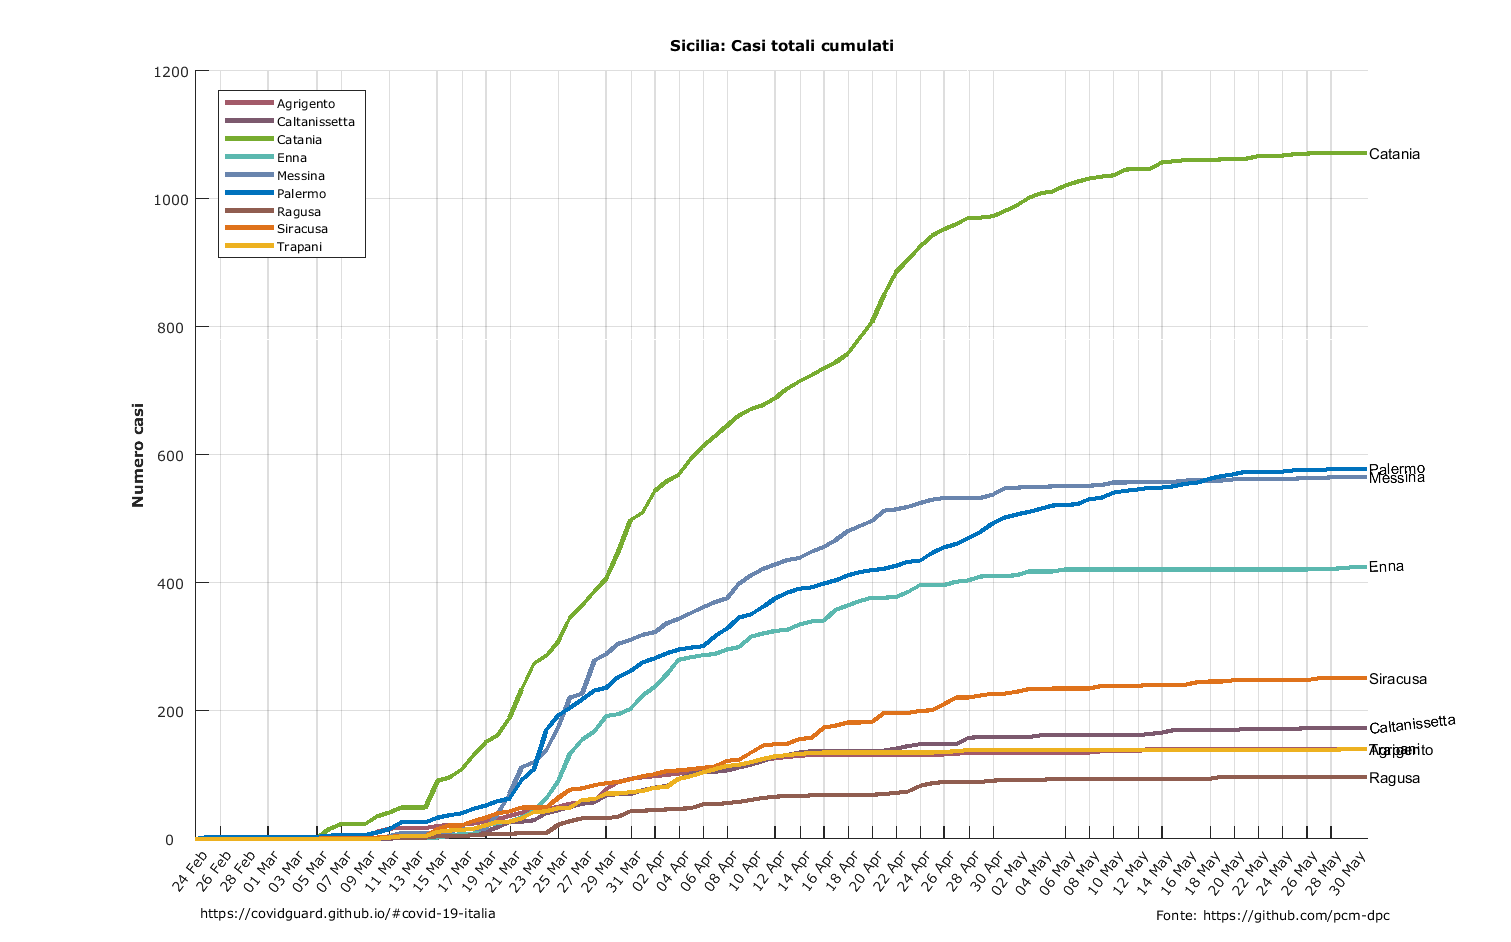 Sicilia: Casi totali cumulati
Numero casi
1200
1000
800
600
400
200
0
Agrigento
Caltanissetta
Catania
Enna
Messina
Palermo
Ragusa
Siracusa
Trapani
Catania
Palermo
Messina
Enna
Siracusa
Caltanissetta
Trapani
Agrigento
Ragusa
24 Feb
26 Feb
28 Feb
01 Mar
03 Mar
05 Mar
07 Mar
09 Mar
11 Mar
13 Mar
15 Mar
17 Mar
19 Mar
21 Mar
23 Mar
25 Mar
27 Mar
29 Mar
31 Mar
02 Apr
04 Apr
06 Apr
08 Apr
10 Apr
12 Apr
14 Apr
16 Apr
18 Apr
20 Apr
22 Apr
24 Apr
26 Apr
28 Apr
30 Apr
02 May
04 May
06 May
08 May
10 May
12 May
14 May
16 May
18 May
20 May
22 May
24 May
26 May
28 May
30 May
https://covidguard.github.io/#covid-19-italia
Fonte: https://github.com/pcm-dpc